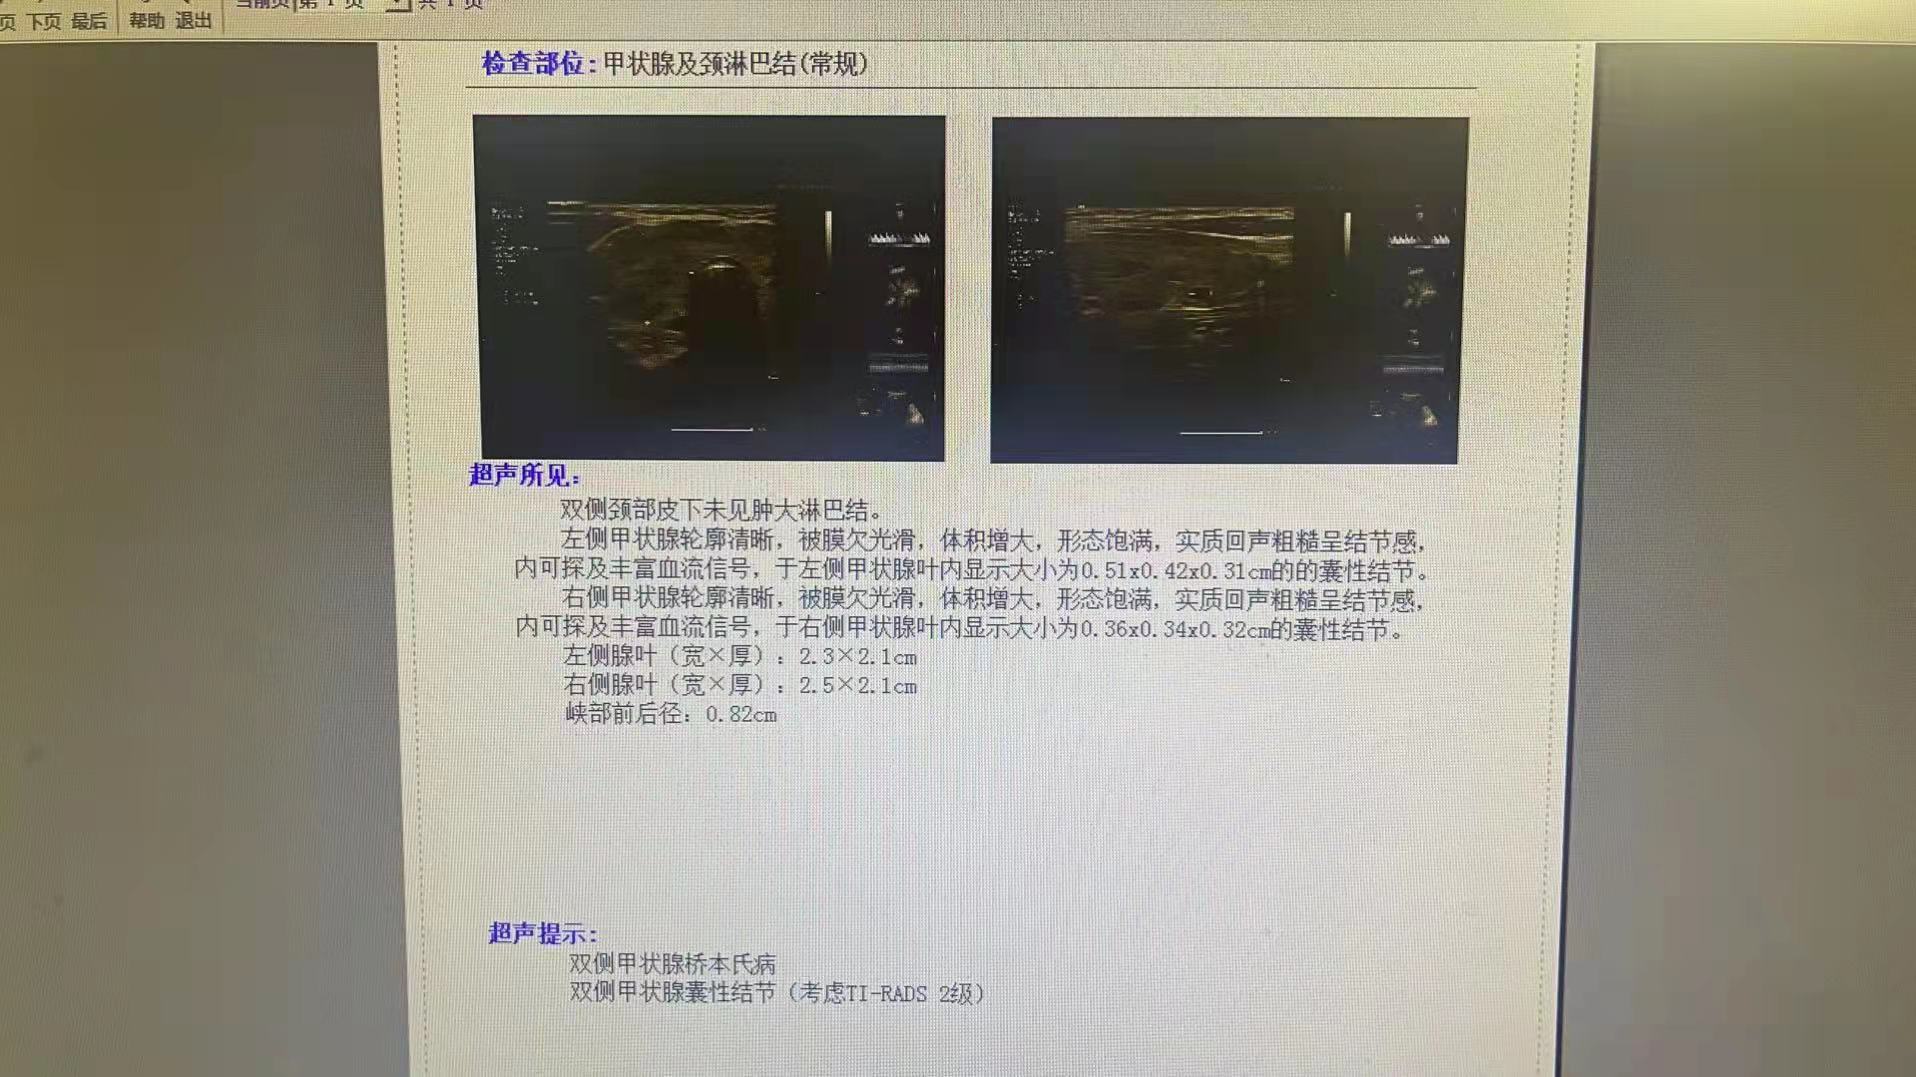 当前页 第 1 页 共 1 页
页 下页 最后 帮助 退出
检查部位:甲状腺及颈淋巴结(常规)
超声所见:
双侧颈部皮下未见肿大淋巴结。
左侧甲状腺轮廓清晰，被膜欠光滑，体积增大，形态饱满，实质回声粗糙呈结节感，
内可探及丰富血流信号，于左侧甲状腺叶内显示大小为0.51x0.42x0.31cm的的囊性结节。
右侧甲状腺轮廓清晰，被膜欠光滑，体积增大，形态饱满，实质回声粗糙呈结节感，
内可探及丰富血流信号，于右侧甲状腺叶内显示大小为0.36x0.34x0.32cm的囊性结节。
左侧腺叶（宽×厚）：2.3×2.1cm
右侧腺叶（宽×厚）：2.5×2.1cm
峡部前后径：0.82cm
超声提示:
双侧甲状腺桥本氏病
双侧甲状腺囊性结节（考虑TI-RADS 2级）